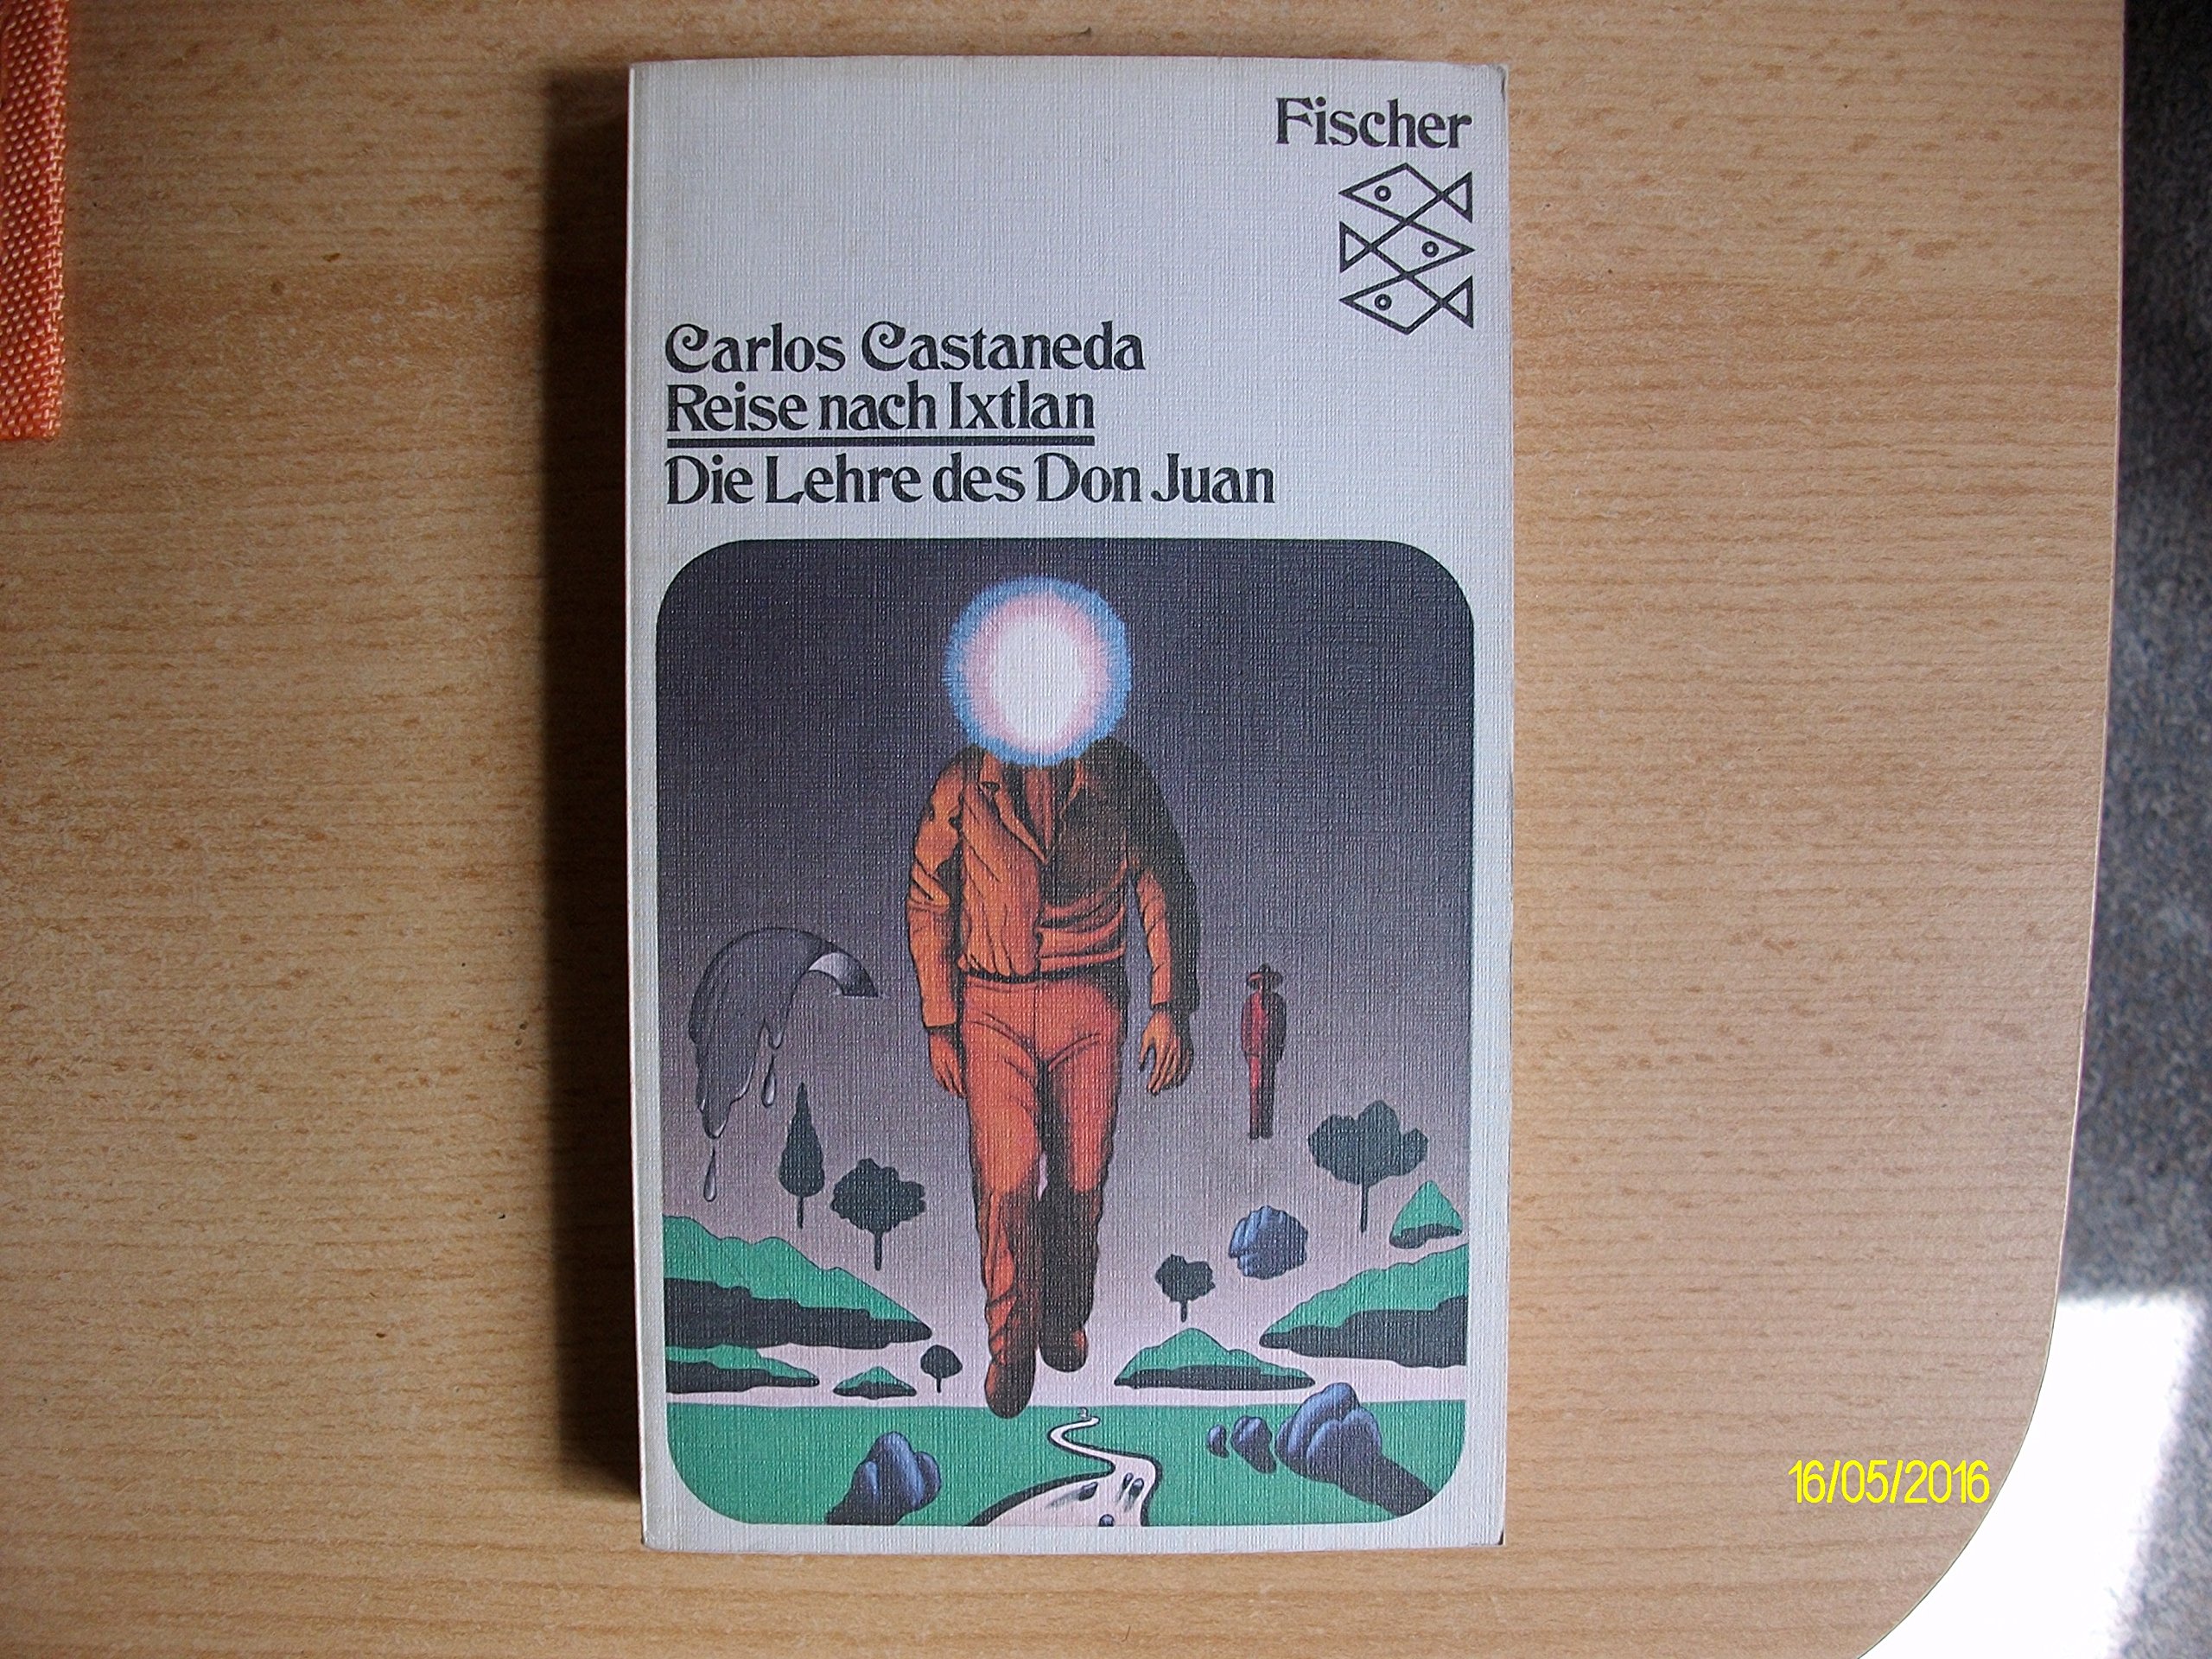 Fischer
Carlos Castaneda
Reise nach Ixtlan
Die Lehre des Don Juan
16/05/2016